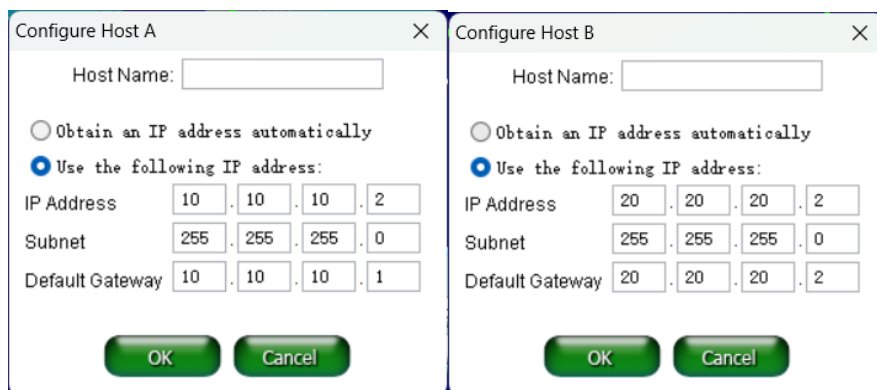 Configure Host A
Host Name:
Obtain an IP address automatically
Use the following IP address:
IP Address 10 . 10 . 10 . 2
Subnet 255 . 255 . 255 . 0
Default Gateway 10 . 10 . 10 . 1
OK Cancel
Configure Host B
Host Name:
Obtain an IP address automatically
Use the following IP address:
IP Address 20 . 20 . 20 . 2
Subnet 255 . 255 . 255 . 0
Default Gateway 20 . 20 . 20 . 2
OK Cancel